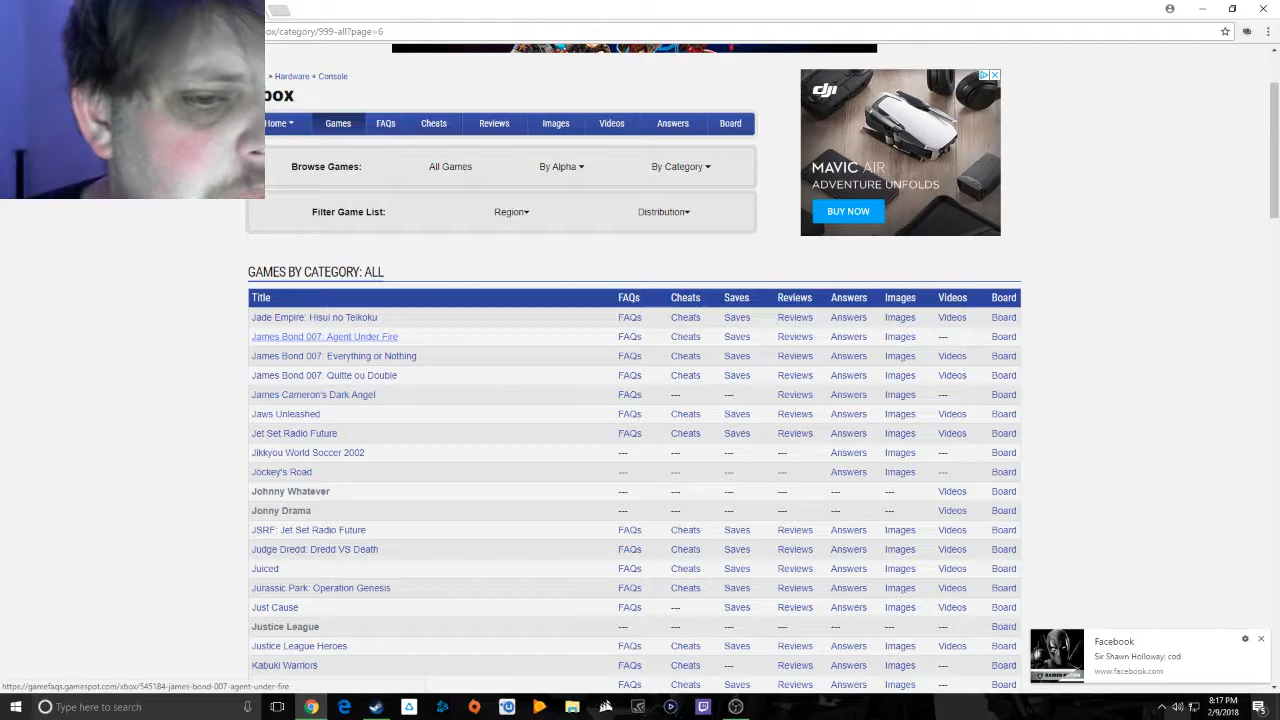 ox/category/999-all?page=6
» Hardware » Console
box
Home Games FAQs Cheats Reviews Images Videos Answers Board
Browse Games: All Games By Alpha By Category
Filter Game List: Region Distribution
dji
MAVIC AIR
ADVENTURE UNFOLDS
BUY NOW
GAMES BY CATEGORY: ALL
Title FAQs Cheats Saves Reviews Answers Images Videos Board
Jade Empire: Hisui no Teikoku FAQs Cheats Saves Reviews Answers Images Videos Board
James Bond 007: Agent Under Fire FAQs Cheats Saves Reviews Answers Images --- Board
James Bond 007: Everything or Nothing FAQs Cheats Saves Reviews Answers Images Videos Board
James Bond 007: Quitte ou Double FAQs Cheats Saves Reviews Answers Images Videos Board
James Cameron's Dark Angel FAQs --- --- Reviews Answers Images --- Board
Jaws Unleashed FAQs Cheats Saves Reviews Answers Images Videos Board
Jet Set Radio Future FAQs Cheats Saves Reviews Answers Images Videos Board
Jikkyou World Soccer 2002 --- --- --- --- Answers Images --- Board
Jockey's Road --- --- --- --- Answers Images --- Board
Johnny Whatever --- --- --- --- --- --- Videos Board
Jonny Drama --- --- --- --- --- --- Videos Board
JSRF: Jet Set Radio Future FAQs Cheats Saves Reviews Answers Images Videos Board
Judge Dredd: Dredd VS Death FAQs Cheats Saves Reviews Answers Images Videos Board
Juiced FAQs Cheats Saves Reviews Answers Images Videos Board
Jurassic Park: Operation Genesis FAQs Cheats Saves Reviews Answers Images Videos Board
Just Cause FAQs --- Saves Reviews Answers Images Videos Board
Justice League --- --- --- --- --- --- --- Board
Justice League Heroes FAQs Cheats Saves Reviews Answers Images Videos Board
Kabuki Warriors FAQs Cheats Saves Reviews Answers Images Videos Board
FAQs Cheats Saves Reviews Answers Images Videos Board
Facebook
Sir Shawn Holloway: cod
www.facebook.com
https://gamefaqs.gamespot.com/xbox/545184-james-bond-007-agent-under-fire
Type here to search
8:17 PM
2/9/2018